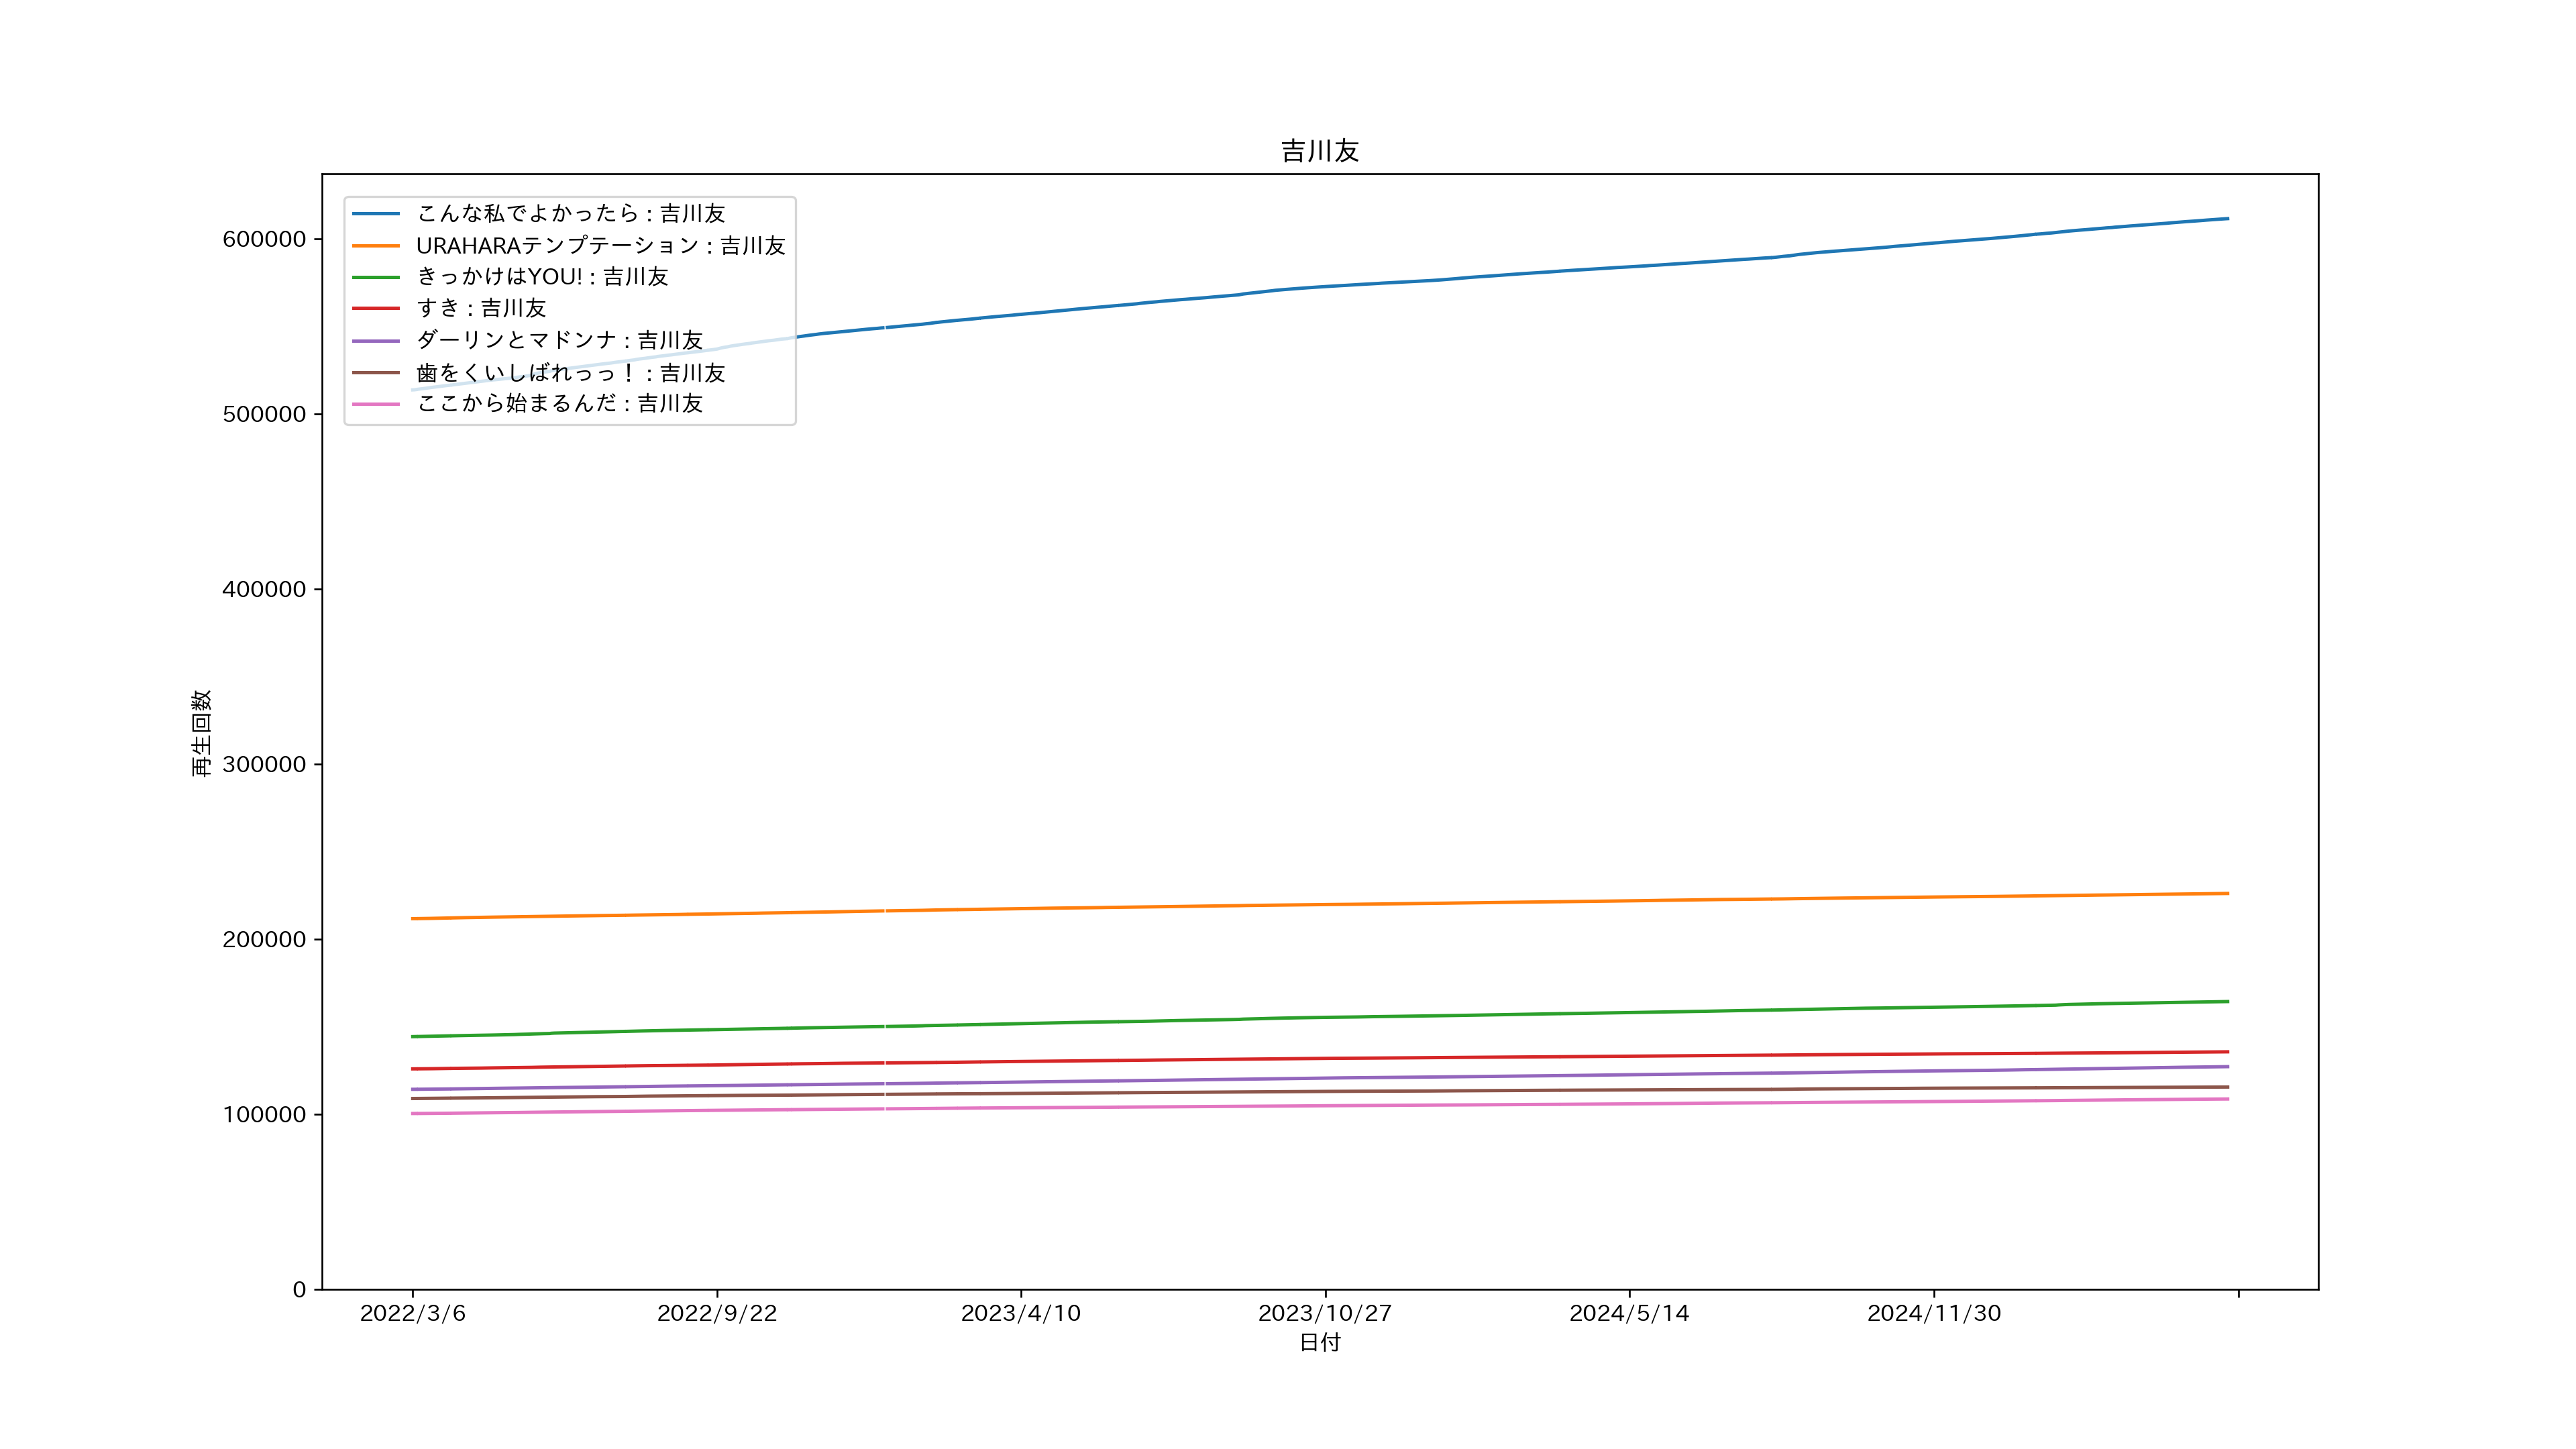 吉川友
こんな私でよかったら : 吉川友
URAHARAテンプテーション : 吉川友
きっかけはYOU! : 吉川友
すき : 吉川友
ダーリンとマドンナ : 吉川友
歯をくいしばれっっ！ : 吉川友
ここから始まるんだ : 吉川友
600000
500000
400000
300000
200000
100000
0
再生回数
2022/3/6
2022/9/22
2023/4/10
2023/10/27
2024/5/14
2024/11/30
日付